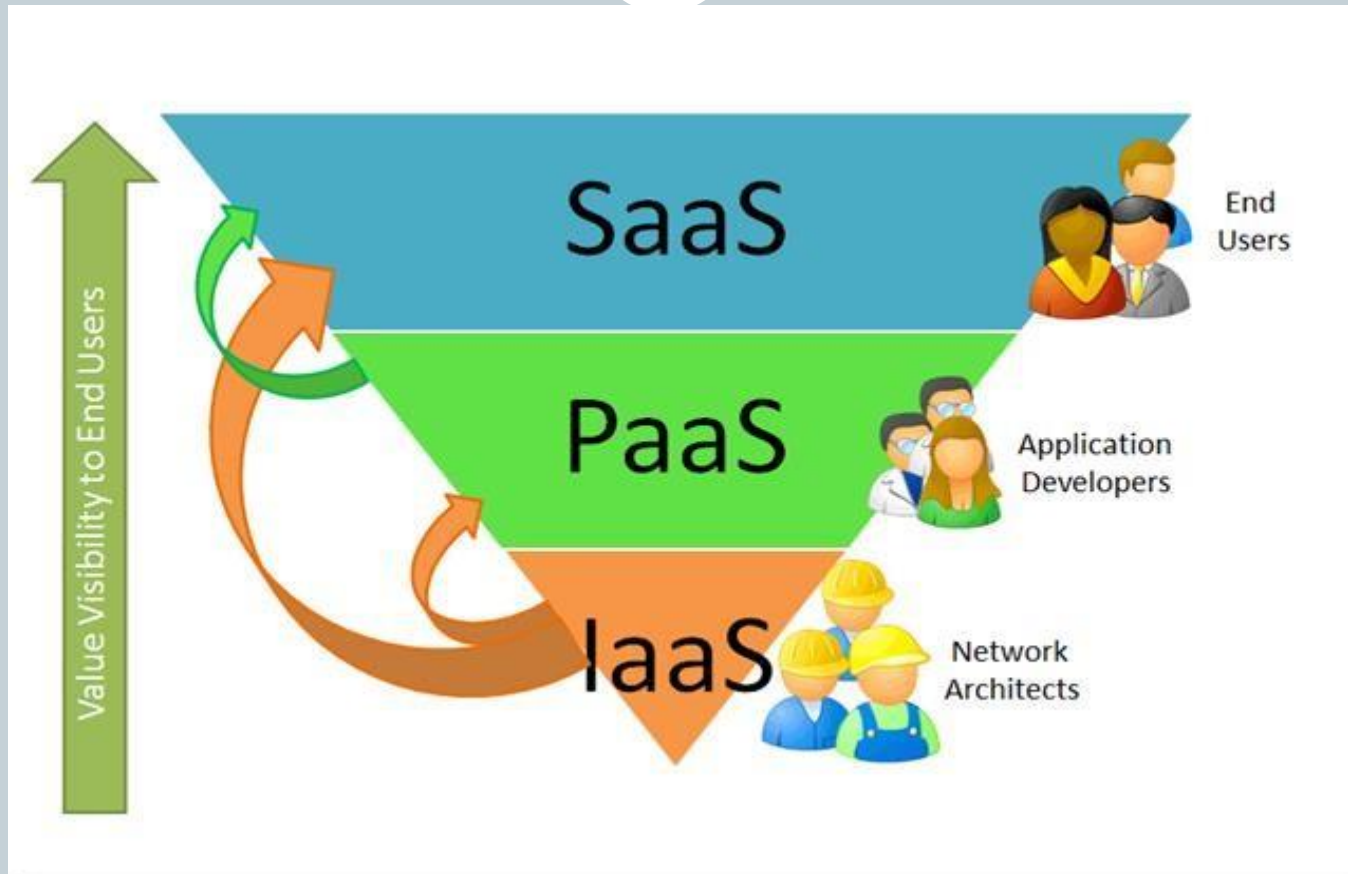 Value Visibility to End Users
SaaS
End
Users
PaaS
Application
Developers
IaaS
Network
Architects